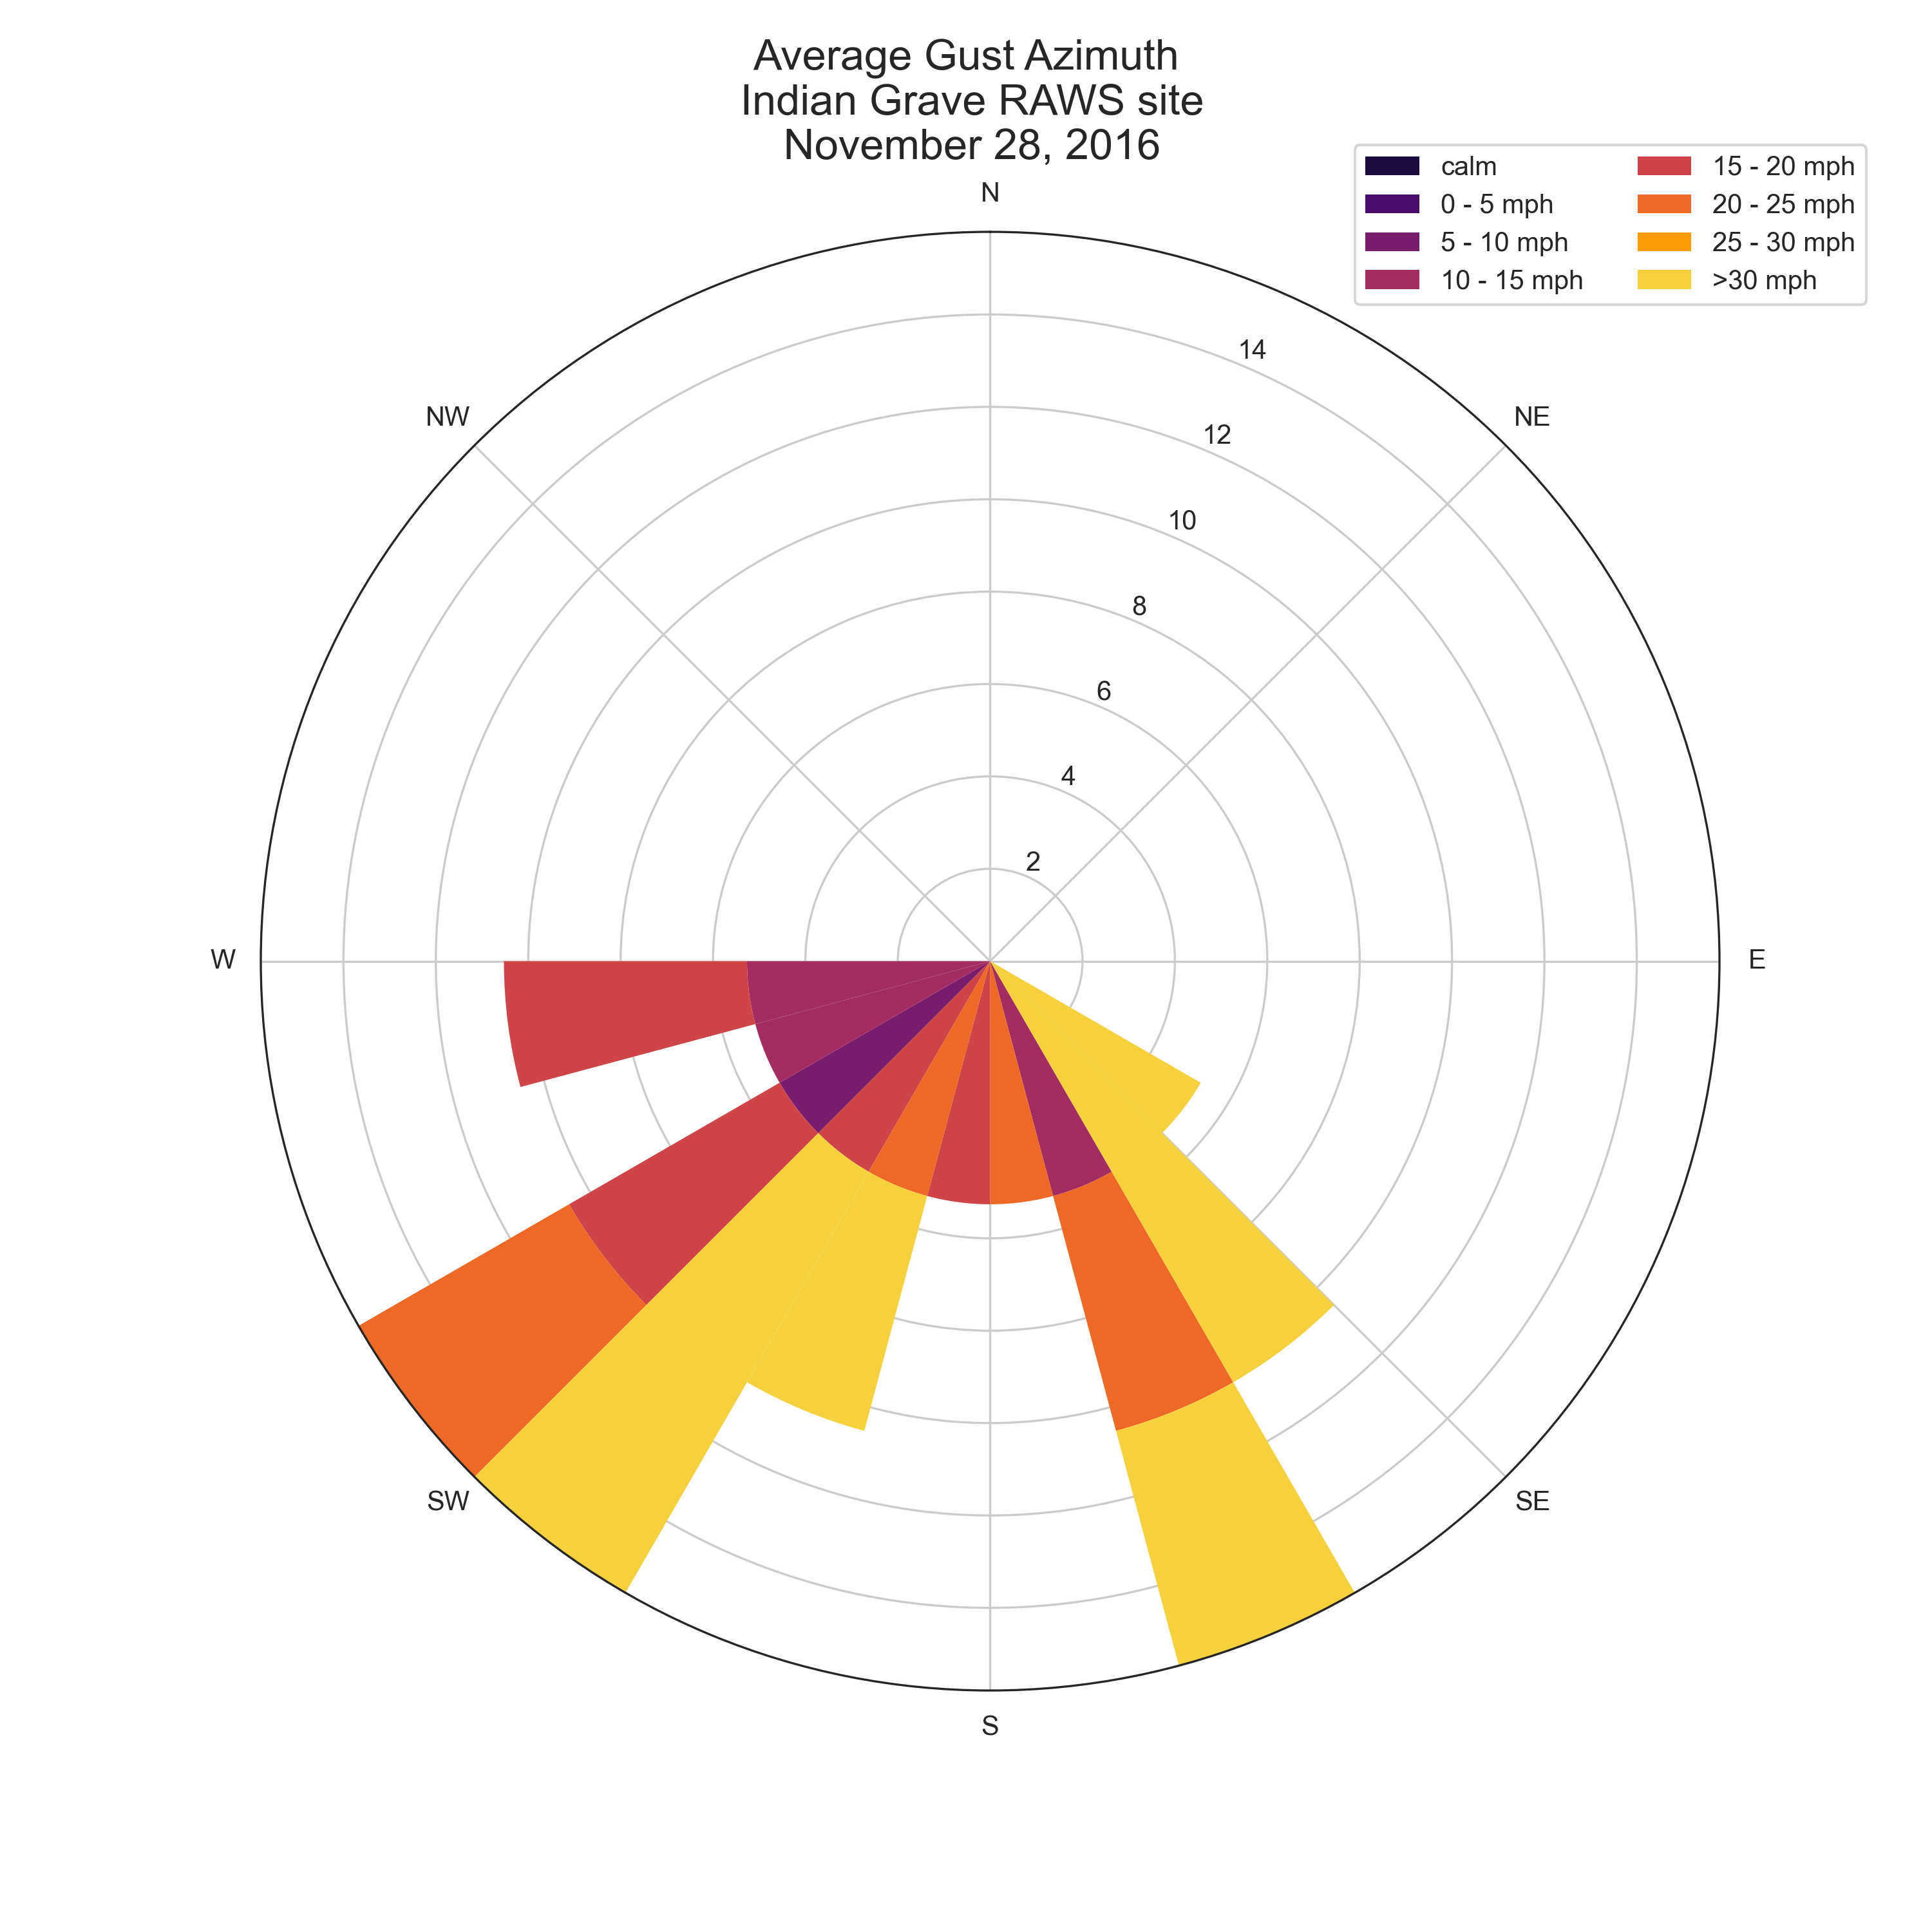 Average Gust Azimuth
Indian Grave RAWS site
November 28, 2016
calm
0 - 5 mph
5 - 10 mph
10 - 15 mph
15 - 20 mph
20 - 25 mph
25 - 30 mph
>30 mph
N
NW
NE
14
12
10
8
6
4
2
W
E
SW
SE
S